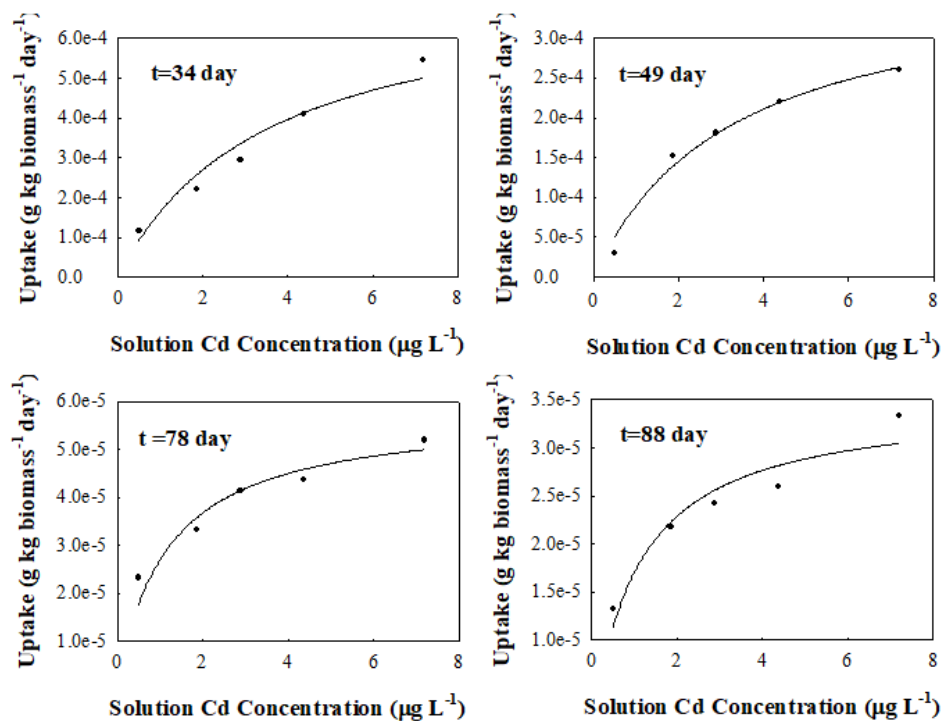 Uptake (g kg biomass⁻¹ day⁻¹)
6.0e-4
5.0e-4
4.0e-4
3.0e-4
2.0e-4
1.0e-4
0.0
t=34 day
0 2 4 6 8
Solution Cd Concentration (µg L⁻¹)
Uptake (g kg biomass⁻¹ day⁻¹)
3.0e-4
2.5e-4
2.0e-4
1.5e-4
1.0e-4
5.0e-5
0.0
t=49 day
0 2 4 6 8
Solution Cd Concentration (µg L⁻¹)
Uptake (g kg biomass⁻¹ day⁻¹)
6.0e-5
5.0e-5
4.0e-5
3.0e-5
2.0e-5
1.0e-5
t =78 day
0 2 4 6 8
Solution Cd Concentration (µg L⁻¹)
Uptake (g kg biomass⁻¹ day⁻¹)
3.5e-5
3.0e-5
2.5e-5
2.0e-5
1.5e-5
1.0e-5
t=88 day
0 2 4 6 8
Solution Cd Concentration (µg L⁻¹)